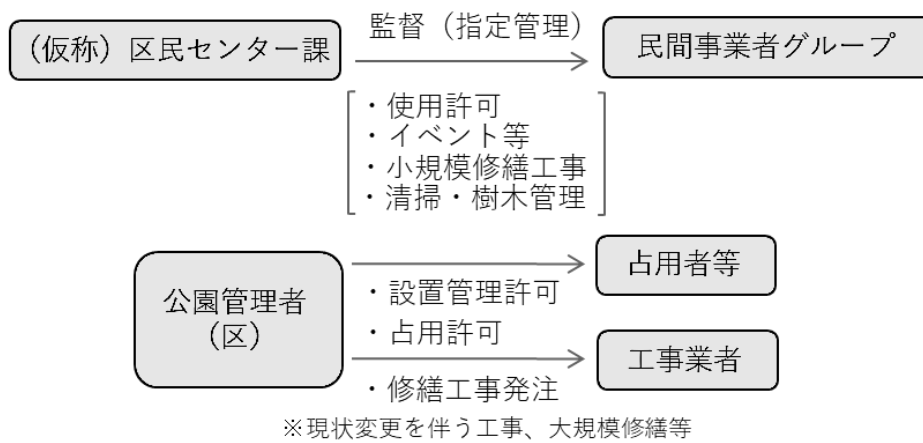 (仮称)区民センター課
監督(指定管理)
民間事業者グループ
・使用許可
・イベント等
・小規模修繕工事
・清掃・樹木管理
公園管理者
(区)
占用者等
・設置管理許可
・占用許可
工事業者
・修繕工事発注
※現状変更を伴う工事、大規模修繕等